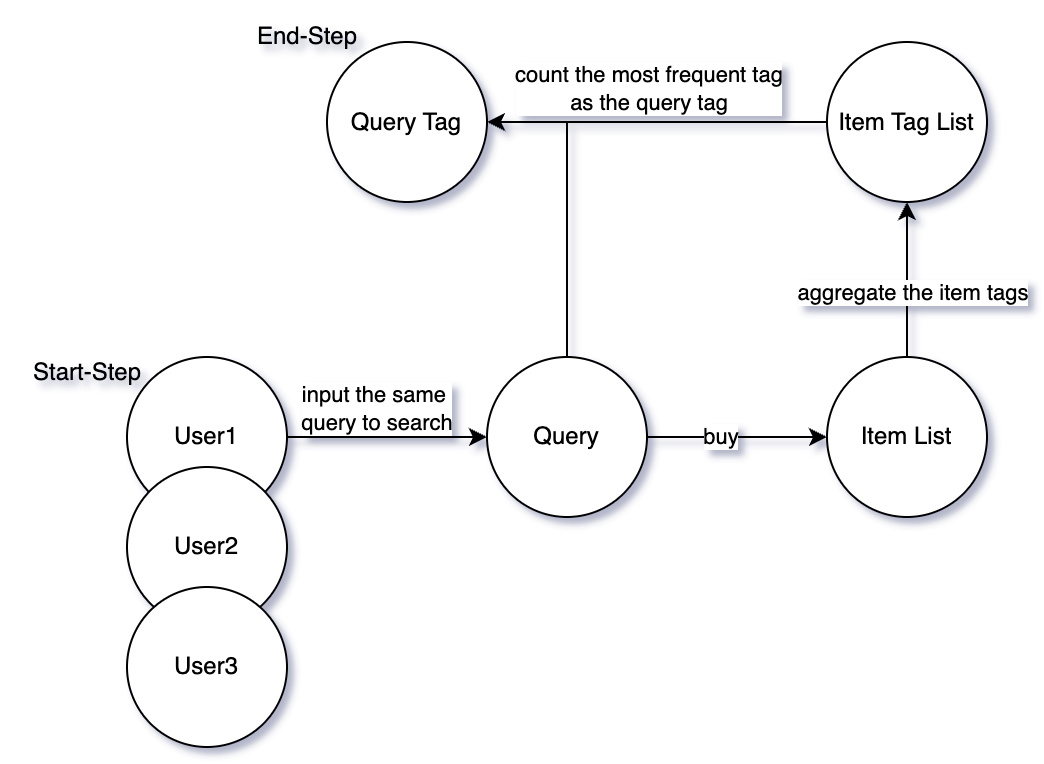 End-Step
count the most frequent tag
as the query tag
Query Tag
Item Tag List
aggregate the item tags
Start-Step
input the same
query to search
User1
Query
buy
Item List
User2
User3